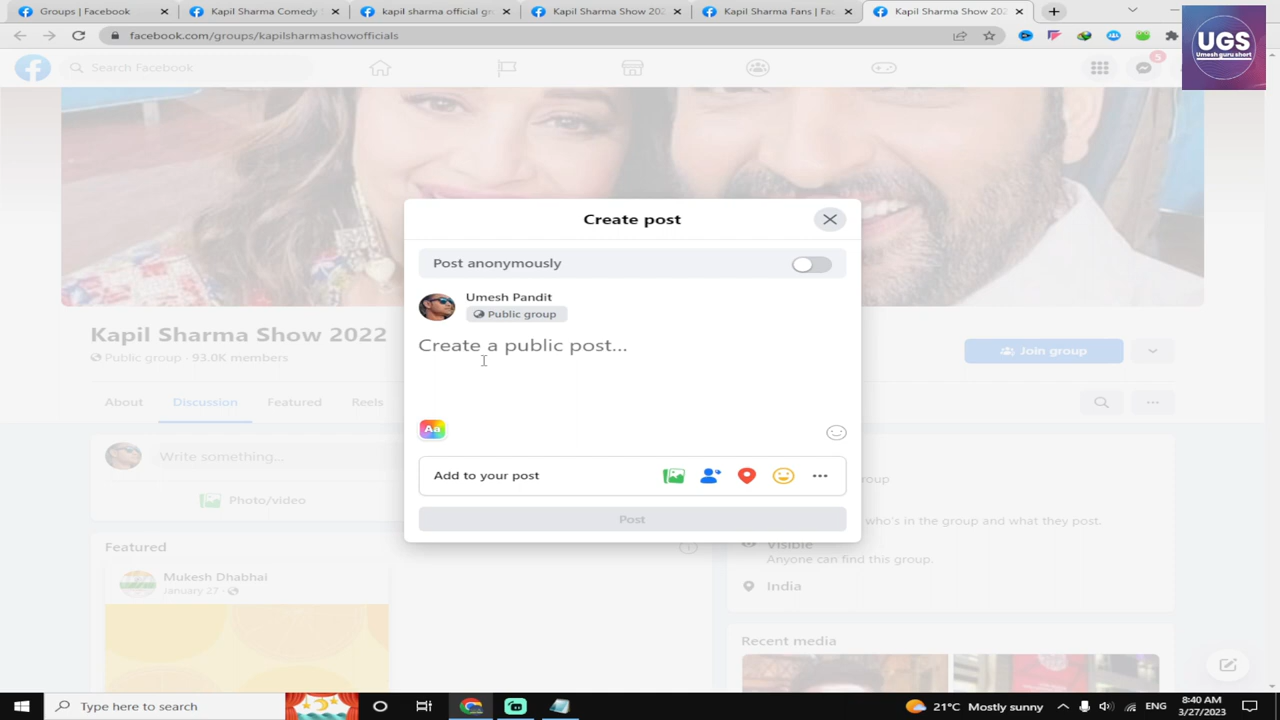 Groups | Facebook
Kapil Sharma Comedy
kapil sharma official gr
Kapil Sharma Show 202
Kapil Sharma Fans | Fac
Kapil Sharma Show 202
facebook.com/groups/kapilsharmashowofficials
UGS
Umesh guru short
Search Facebook
5
Create post
Post anonymously
Umesh Pandit
Public group
Create a public post...
Kapil Sharma Show 2022
Public group · 93.0K members
Join group
About
Discussion
Featured
Reels
Aa
Write something...
Add to your post
Photo/video
Post
oup
who's in the group and what they post.
Visible
Anyone can find this group.
India
Featured
Mukesh Dhabhai
January 27 ·
Recent media
Type here to search
21°C Mostly sunny
ENG
8:40 AM
3/27/2023